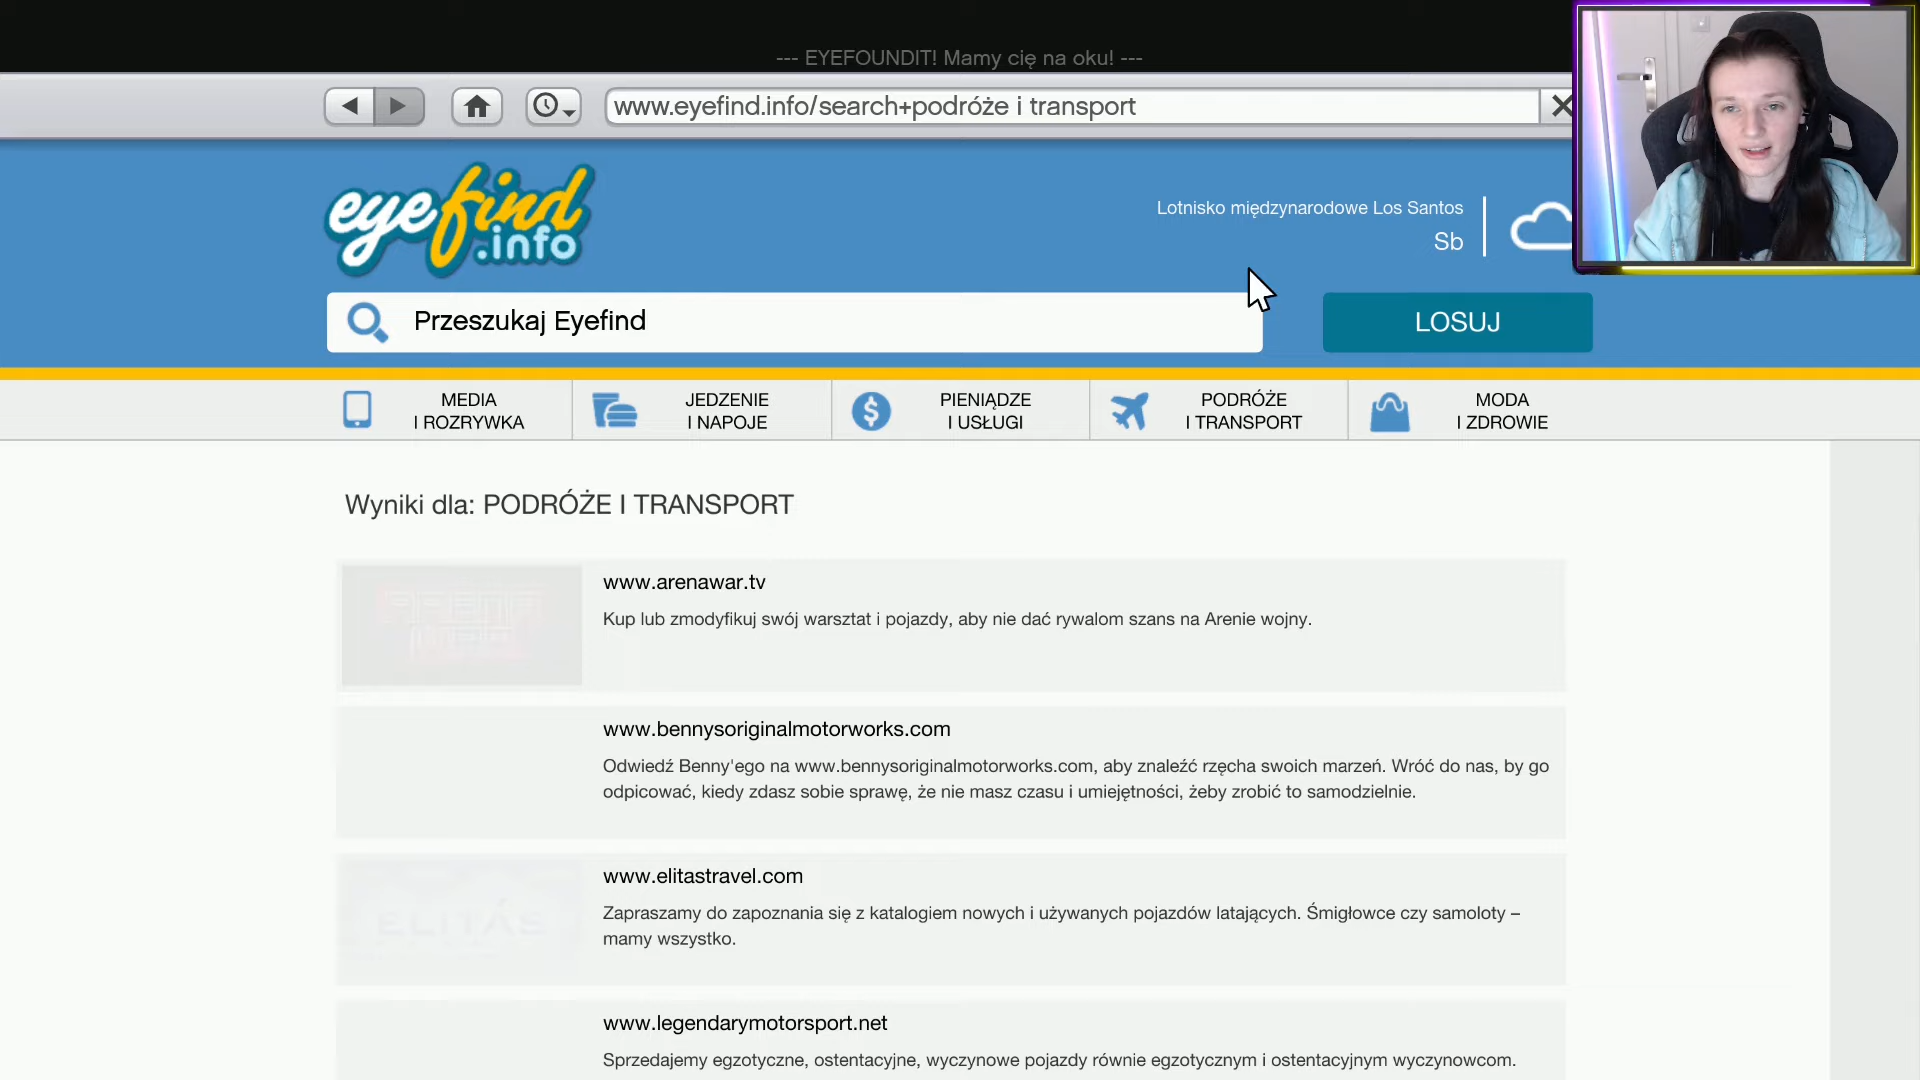 --- EYEFOUNDIT! Mamy cię na oku! ---
www.eyefind.info/search+podróże i transport
eyefind
.info
Lotnisko międzynarodowe Los Santos
Sb
Przeszukaj Eyefind
LOSUJ
MEDIA
I ROZRYWKA
JEDZENIE
I NAPOJE
PIENIĄDZE
I USŁUGI
PODRÓŻE
I TRANSPORT
MODA
I ZDROWIE
Wyniki dla: PODRÓŻE I TRANSPORT
www.arenawar.tv
Kup lub zmodyfikuj swój warsztat i pojazdy, aby nie dać rywalom szans na Arenie wojny.
www.bennysoriginalmotorworks.com
Odwiedź Benny'ego na www.bennysoriginalmotorworks.com, aby znaleźć rzęcha swoich marzeń. Wróć do nas, by go
odpicować, kiedy zdasz sobie sprawę, że nie masz czasu i umiejętności, żeby zrobić to samodzielnie.
ELITÁS
www.elitastravel.com
Zapraszamy do zapoznania się z katalogiem nowych i używanych pojazdów latających. Śmigłowce czy samoloty –
mamy wszystko.
www.legendarymotorsport.net
Sprzedajemy egzotyczne, ostentacyjne, wyczynowe pojazdy równie egzotycznym i ostentacyjnym wyczynowcom.